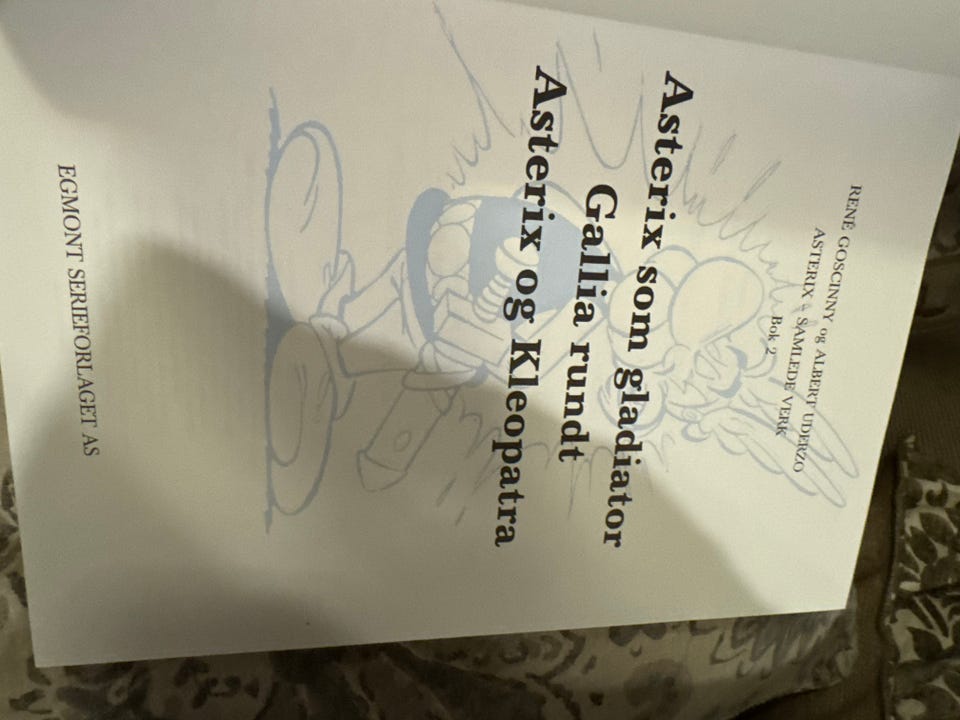 RENÉ GOSCINNY og ALBERT UDERZO
ASTERIX - SAMLEDE VERK
Bok 2
Asterix som gladiator
Gallia rundt
Asterix og Kleopatra
EGMONT SERIEFORLAGET AS